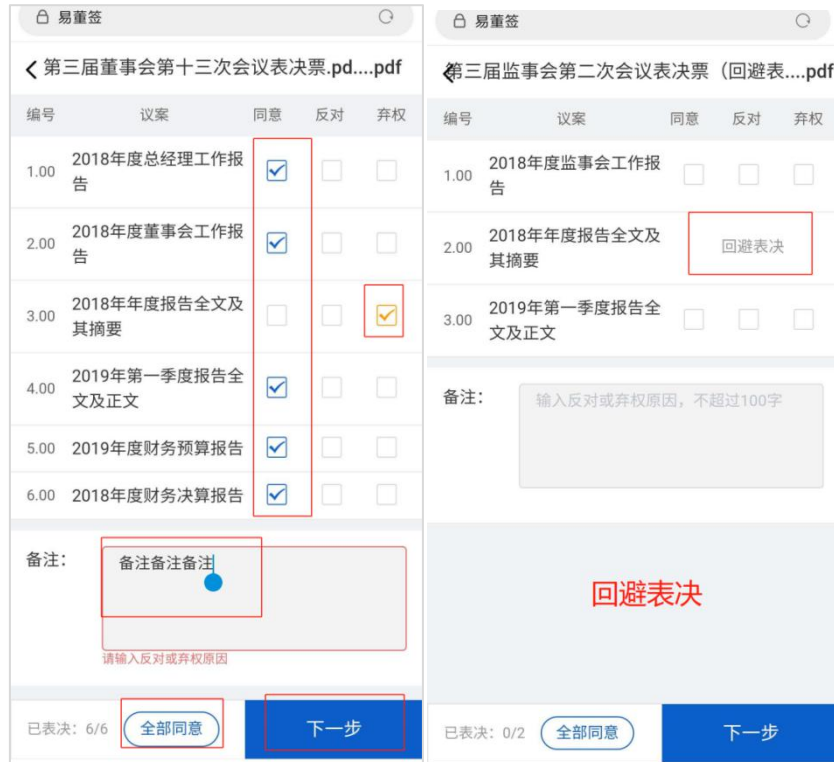 易董签
第三届董事会第十三次会议表决票.pd....pdf
编号 议案 同意 反对 弃权
1.00 2018年度总经理工作报
告
2.00 2018年度董事会工作报
告
3.00 2018年年度报告全文及
其摘要
4.00 2019年第一季度报告全
文及正文
5.00 2019年度财务预算报告
6.00 2018年度财务决算报告
备注: 备注备注备注
请输入反对或弃权原因
已表决: 6/6 全部同意 下一步
易董签
第三届监事会第二次会议表决票（回避表....pdf
编号 议案 同意 反对 弃权
1.00 2018年度监事会工作报
告
2.00 2018年年度报告全文及
其摘要
回避表决
3.00 2019年第一季度报告全
文及正文
备注: 输入反对或弃权原因，不超过100字
回避表决
已表决: 0/2 全部同意 下一步